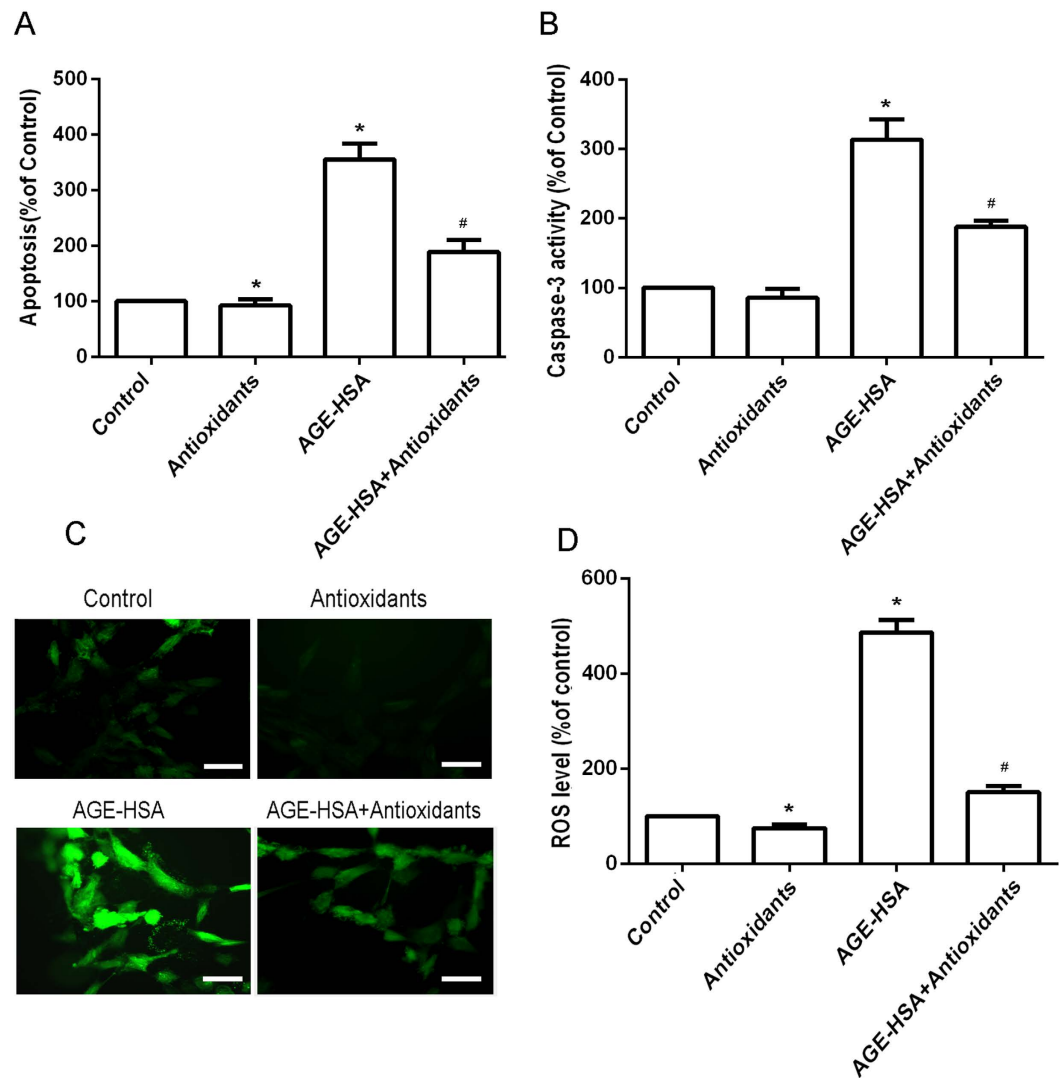 A
Apoptosis(%of Control)
500
400
300
200
100
0
*
*
#
Control
Antioxidants
AGE-HSA
AGE-HSA+Antioxidants
B
Caspase-3 activity (%of Control)
400
300
200
100
0
*
#
Control
Antioxidants
AGE-HSA
AGE-HSA+Antioxidants
C
Control
Antioxidants
AGE-HSA
AGE-HSA+Antioxidants
D
ROS level (%of control)
600
400
200
0
*
*
#
Control
Antioxidants
AGE-HSA
AGE-HSA+Antioxidants